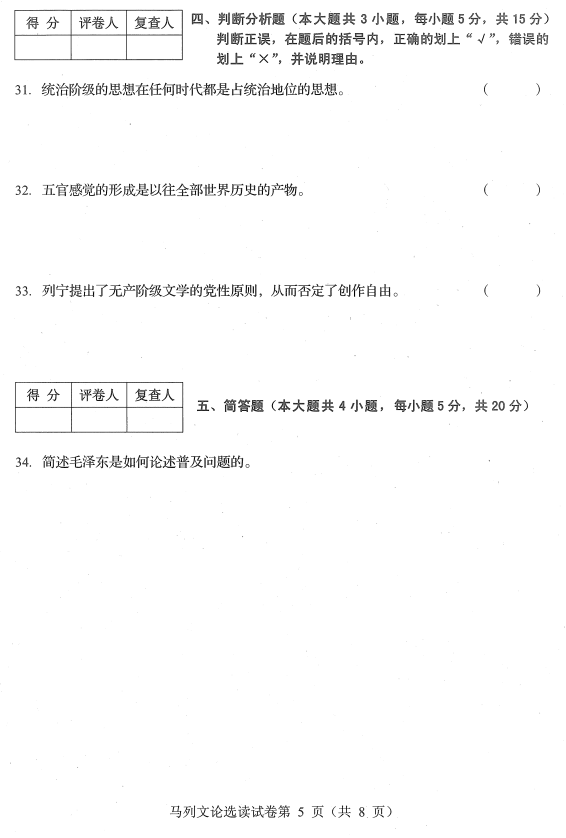 得 分 评卷人 复查人
四、判断分析题（本大题共 3 小题，每小题 5 分，共 15 分）
判断正误，在题后的括号内，正确的划上“√”，错误的
划上“×”，并说明理由。
31. 统治阶级的思想在任何时代都是占统治地位的思想。 （ ）
32. 五官感觉的形成是以往全部世界历史的产物。 （ ）
33. 列宁提出了无产阶级文学的党性原则，从而否定了创作自由。 （ ）
得 分 评卷人 复查人
五、简答题（本大题共 4 小题，每小题 5 分，共 20 分）
34. 简述毛泽东是如何论述普及问题的。
马列文论选读试卷第 5 页（共 8 页）